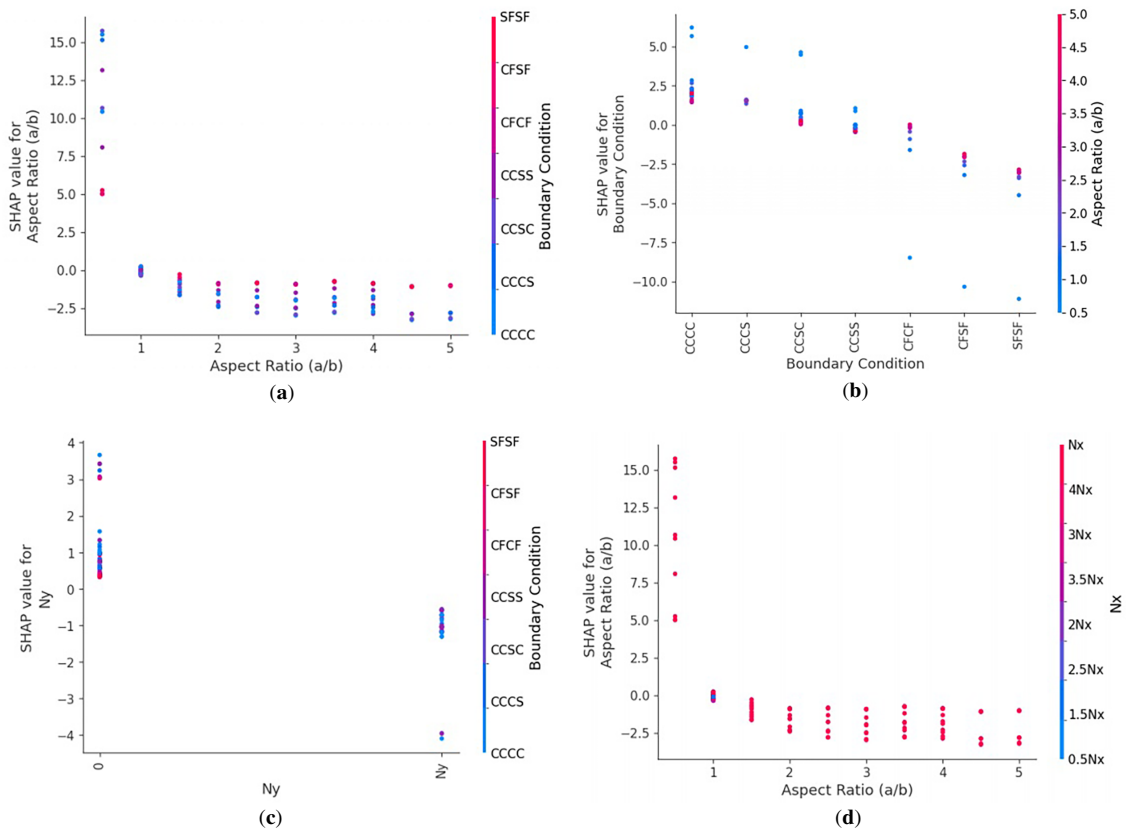 SHAP value for
Aspect Ratio (a/b)
15.0
12.5
10.0
7.5
5.0
2.5
0.0
−2.5
1
2
3
4
5
Aspect Ratio (a/b)
SFSF
CFSF
CFCF
CCSS
CCSC
CCCS
CCCC
Boundary Condition
(a)
SHAP value for
Boundary Condition
5.0
2.5
0.0
−2.5
−5.0
−7.5
−10.0
CCCC
CCCS
CCSC
CCSS
CFCF
CFSF
SFSF
Boundary Condition
5.0
4.5
4.0
3.5
3.0
2.5
2.0
1.5
1.0
0.5
Aspect Ratio (a/b)
(b)
SHAP value for
Ny
4
3
2
1
0
−1
−2
−3
−4
0
Ny
Ny
SFSF
CFSF
CFCF
CCSS
CCSC
CCCS
CCCC
Boundary Condition
(c)
SHAP value for
Aspect Ratio (a/b)
15.0
12.5
10.0
7.5
5.0
2.5
0.0
−2.5
1
2
3
4
5
Aspect Ratio (a/b)
Nx
4Nx
3Nx
3.5Nx
2Nx
2.5Nx
1.5Nx
0.5Nx
Nx
(d)